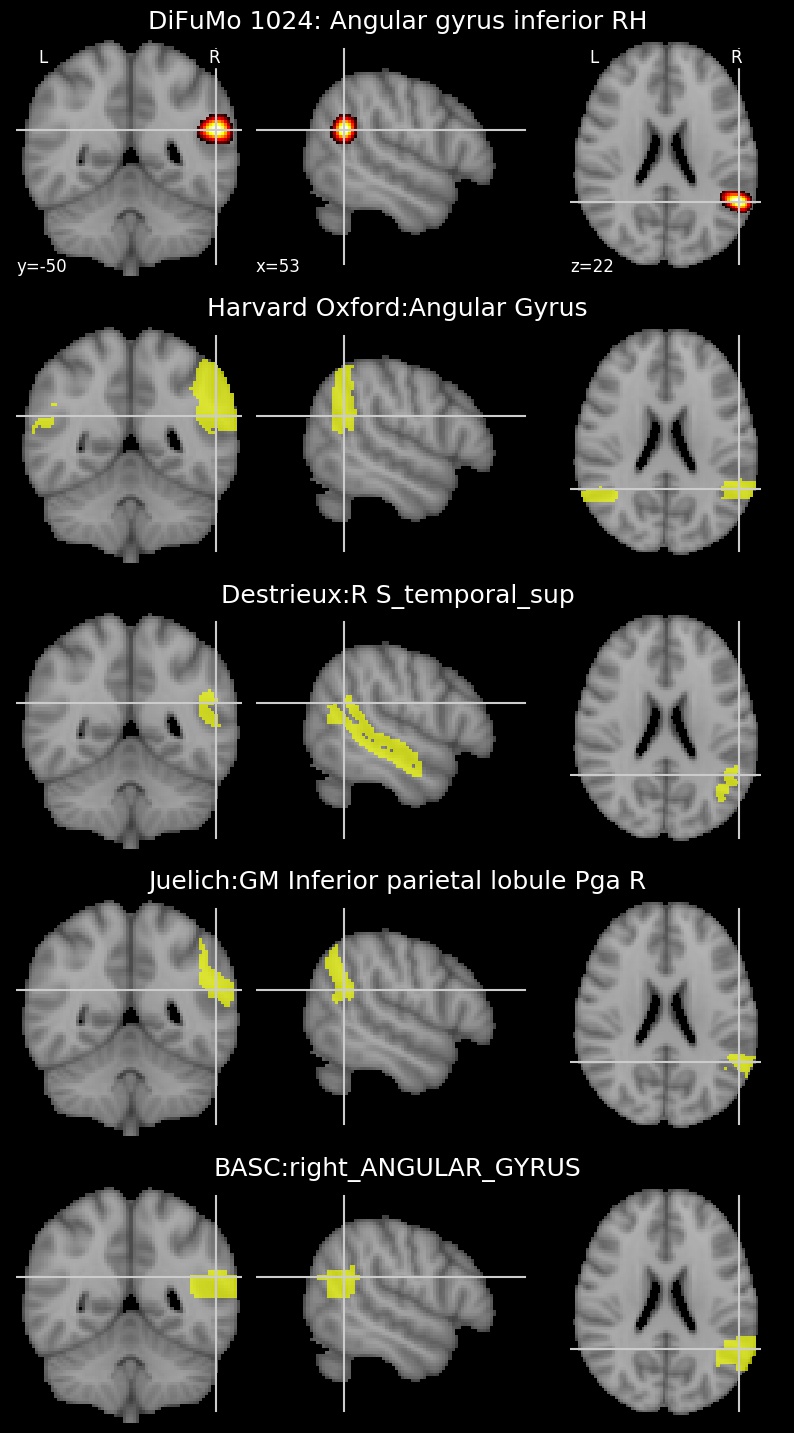 DiFuMo 1024: Angular gyrus inferior RH
L R L R
y=-50 x=53 z=22
Harvard Oxford:Angular Gyrus
Destrieux:R S_temporal_sup
Juelich:GM Inferior parietal lobule Pga R
BASC:right_ANGULAR_GYRUS